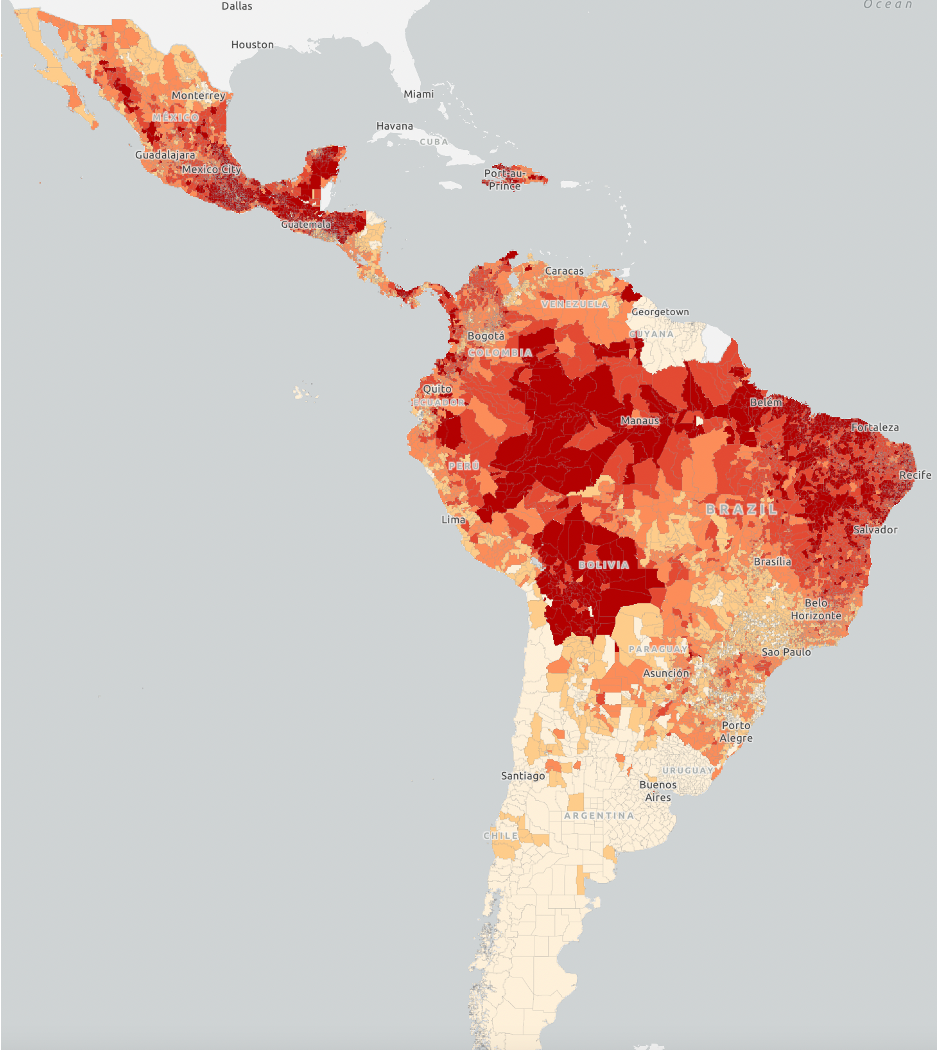 Dallas
Ocean
Houston
Miami
Monterrey
MÉXICO
Havana
CUBA
Guadalajara
Mexico City
Port-au-
Prince
Guatemala
Caracas
VENEZUELA
Georgetown
GUYANA
Bogotá
COLOMBIA
Quito
ECUADOR
Belém
Manaus
Fortaleza
PERÚ
Recife
Lima
BRAZIL
Salvador
BOLIVIA
Brasília
Belo
Horizonte
PARAGUAY
Sao Paulo
Asunción
Porto
Alegre
Santiago
URUGUAY
Buenos
Aires
ARGENTINA
CHILE